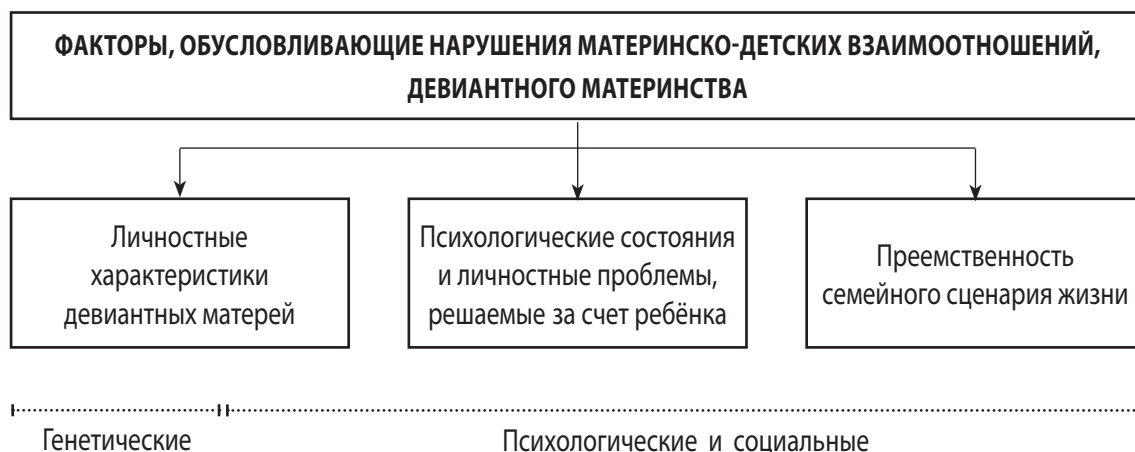 ФАКТОРЫ, ОБУСЛОВЛИВАЮЩИЕ НАРУШЕНИЯ МАТЕРИНСКО-ДЕТСКИХ ВЗАИМООТНОШЕНИЙ,
ДЕВИАНТНОГО МАТЕРИНСТВА
Личностные
характеристики
девиантных матерей
Психологические состояния
и личностные проблемы,
решаемые за счет ребёнка
Преемственность
семейного сценария жизни
Генетические
Психологические и социальные